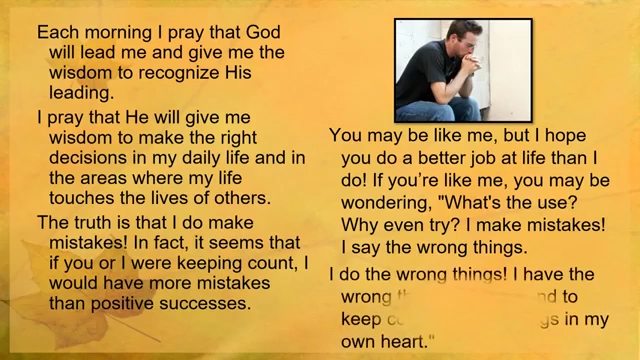 Each morning I pray that God
will lead me and give me the
wisdom to recognize His
leading.
I pray that He will give me
wisdom to make the right
decisions in my daily life and in
the areas where my life
touches the lives of others.
The truth is that I do make
mistakes! In fact, it seems that
if you or I were keeping count, I
would have more mistakes
than positive successes.
You may be like me, but I hope
you do a better job at life than I
do! If you’re like me, you may be
wondering, "What's the use?
Why even try? I make mistakes!
I say the wrong things.
I do the wrong things! I have the
wrong to
keep in my
own heart."